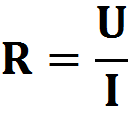 R = U/I